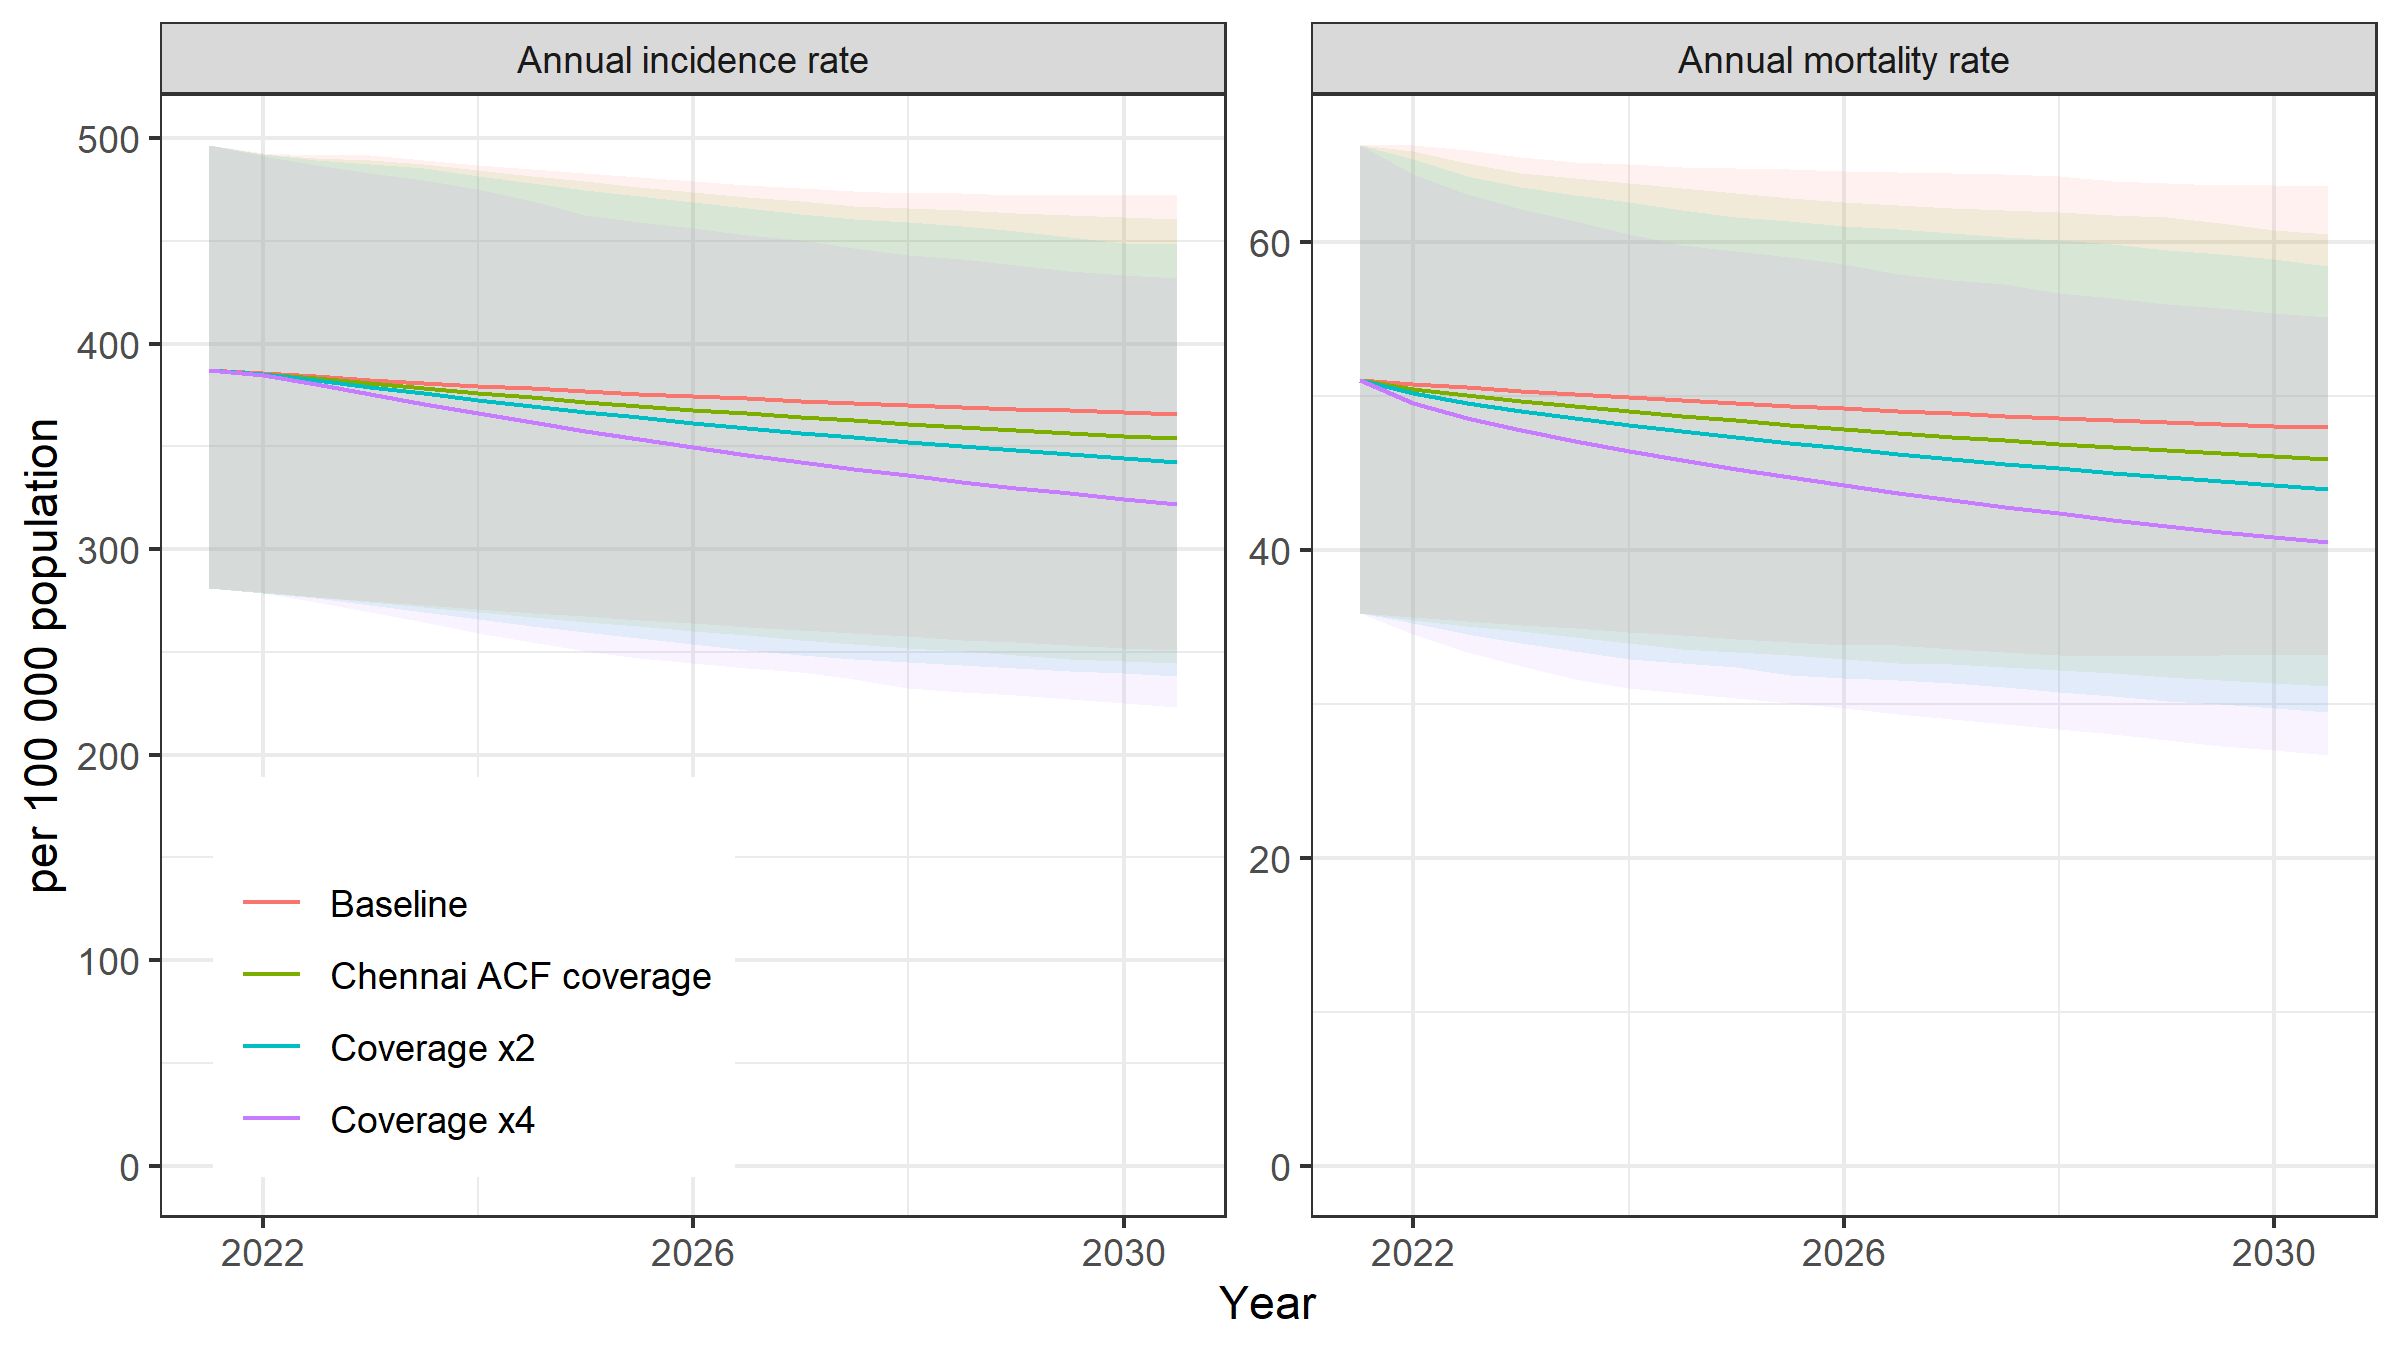 Annual incidence rate
Annual mortality rate
per 100 000 population
500
400
300
200
100
0
60
40
20
0
Baseline
Chennai ACF coverage
Coverage x2
Coverage x4
2022
2026
2030
2022
2026
2030
Year